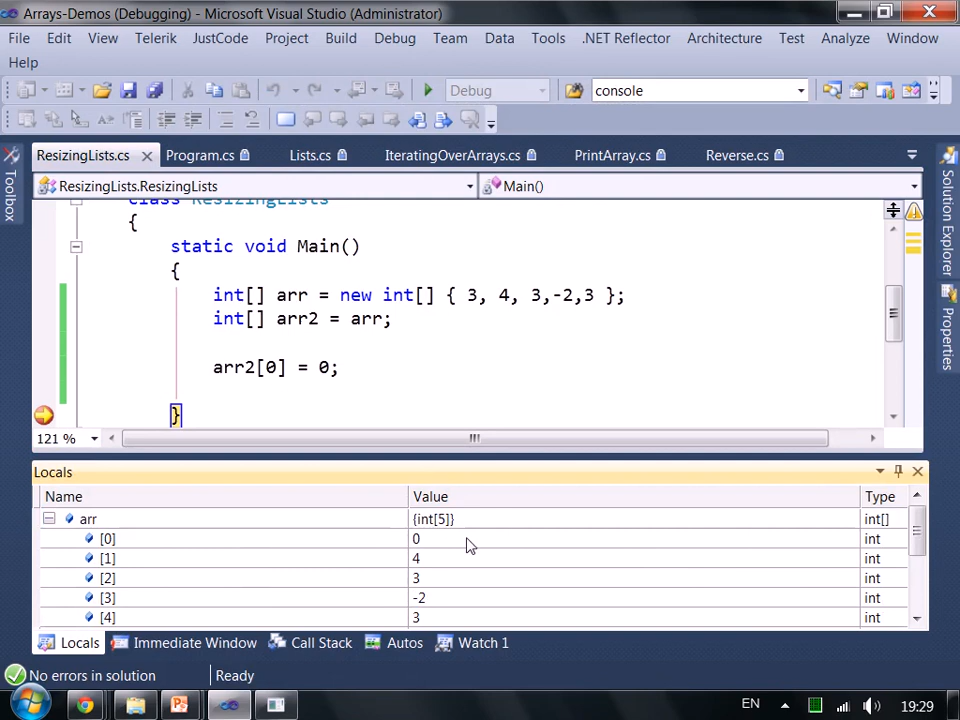 Arrays-Demos (Debugging) - Microsoft Visual Studio (Administrator)
File Edit View Telerik JustCode Project Build Debug Team Data Tools .NET Reflector Architecture Test Analyze Window
Help
Debug console
ResizingLists.cs Program.cs Lists.cs IteratingOverArrays.cs PrintArray.cs Reverse.cs
Toolbox
Solution Explorer
Properties
ResizingLists.ResizingLists Main()
class ResizingLists
{
static void Main()
{
int[] arr = new int[] { 3, 4, 3,-2,3 };
int[] arr2 = arr;
arr2[0] = 0;
}
121 %
Locals
Name Value Type
arr {int[5]} int[]
[0] 0 int
[1] 4 int
[2] 3 int
[3] -2 int
[4] 3 int
Locals Immediate Window Call Stack Autos Watch 1
No errors in solution Ready
EN 19:29